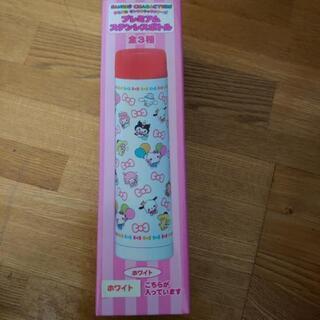 SANRIO CHARACTERS
プレミアム
ステンレスボトル
全3種
ホワイト
ホワイト
こちらが
入っています